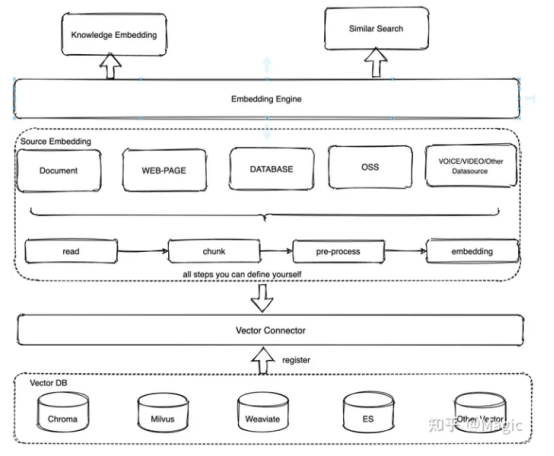 Knowledge Embedding
Similar Search
Embedding Engine
Source Embedding
Document
WEB-PAGE
DATABASE
OSS
VOICE/VIDEO/Other
Datasource
read
chunk
pre-process
embedding
all steps you can define yourself
Vector Connector
register
Vector DB
Chroma
Milvus
Weaviate
ES
Other Vector
知乎 @Magic